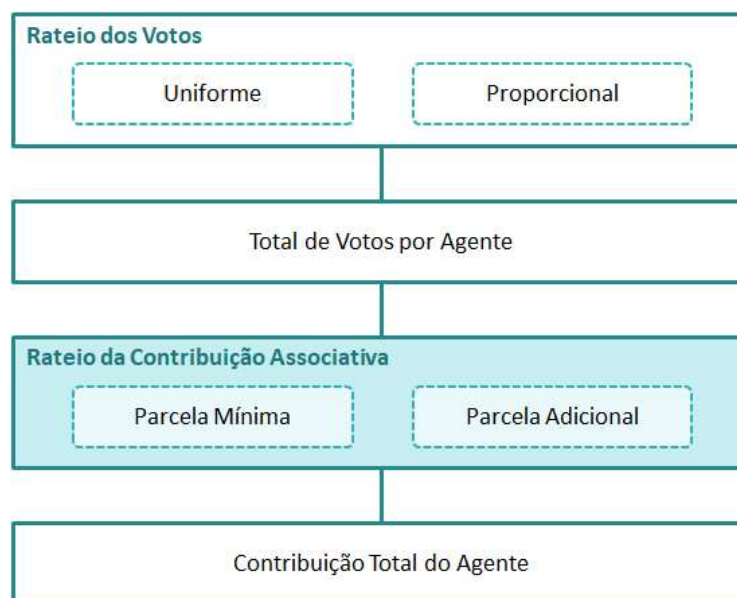 Rateio dos Votos
Uniforme
Proporcional
Total de Votos por Agente
Rateio da Contribuição Associativa
Parcela Mínima
Parcela Adicional
Contribuição Total do Agente